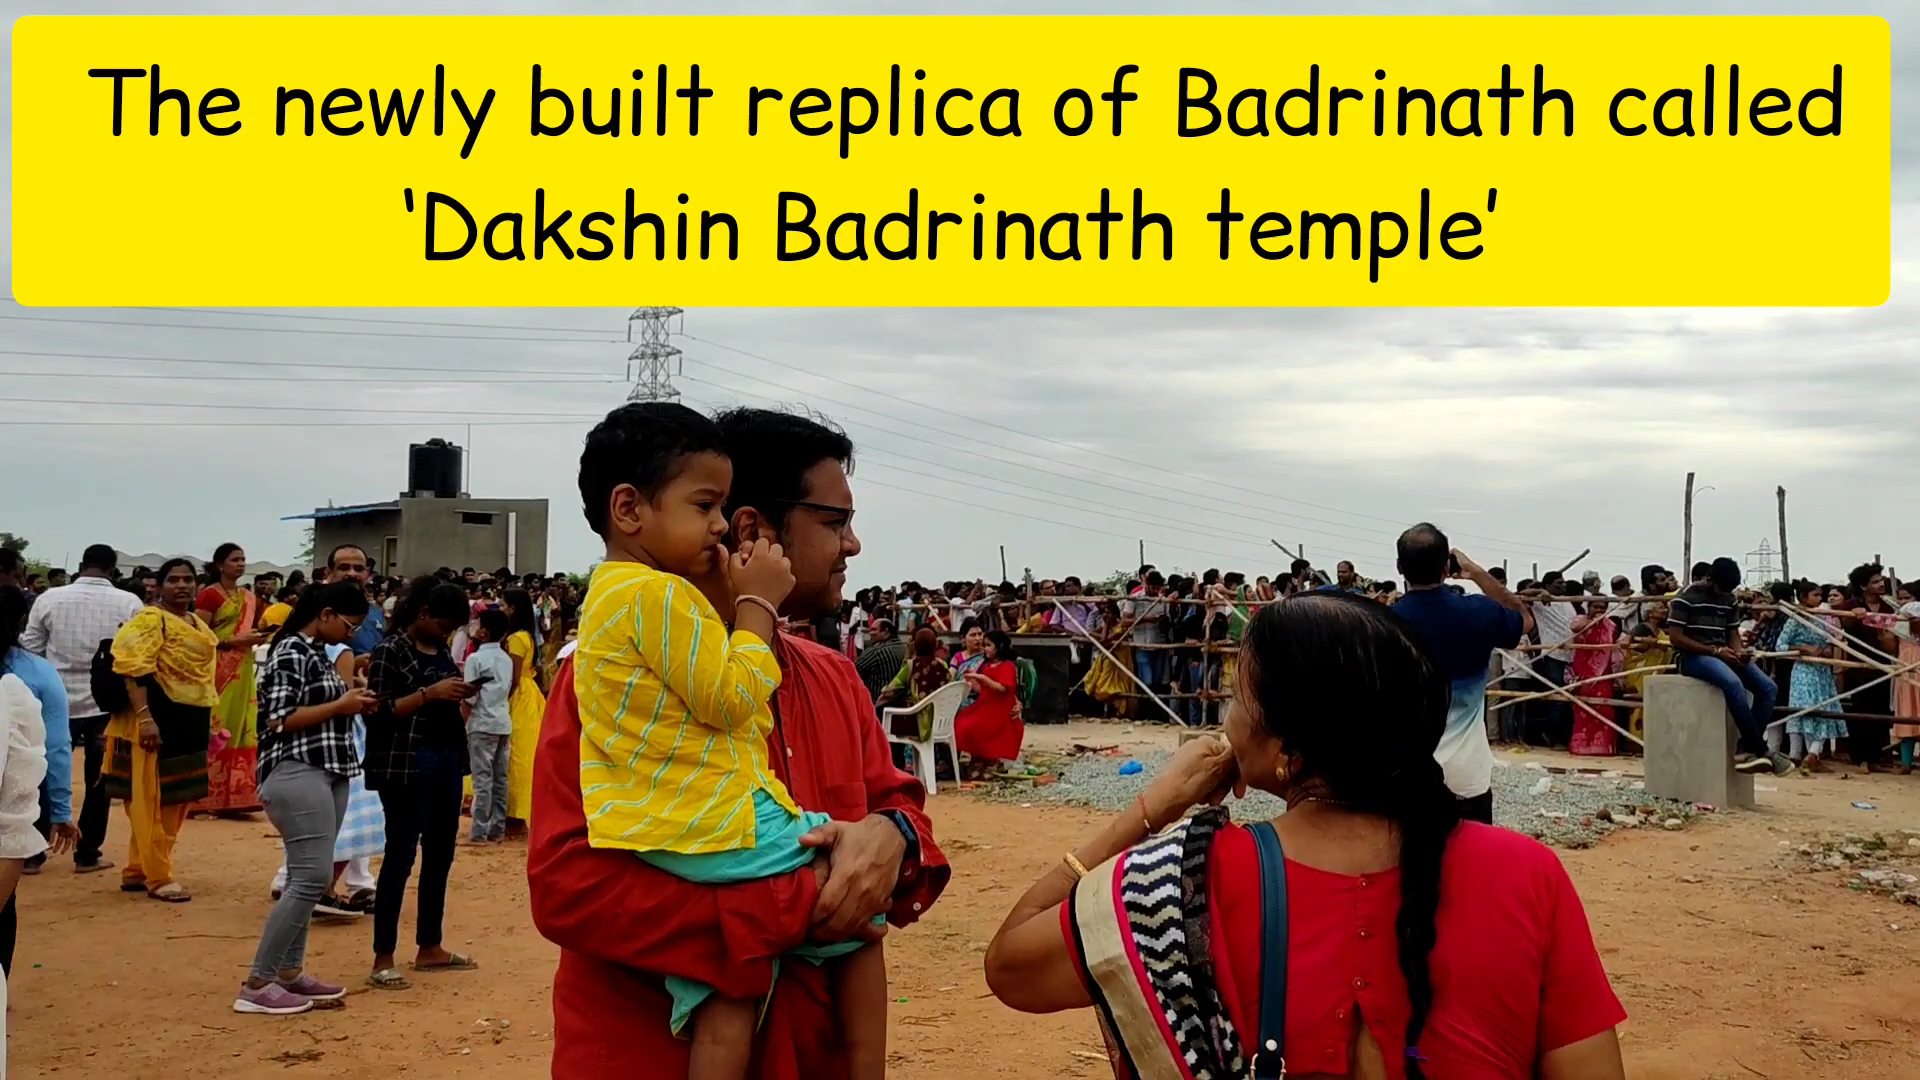 The newly built replica of Badrinath called
‘Dakshin Badrinath temple’